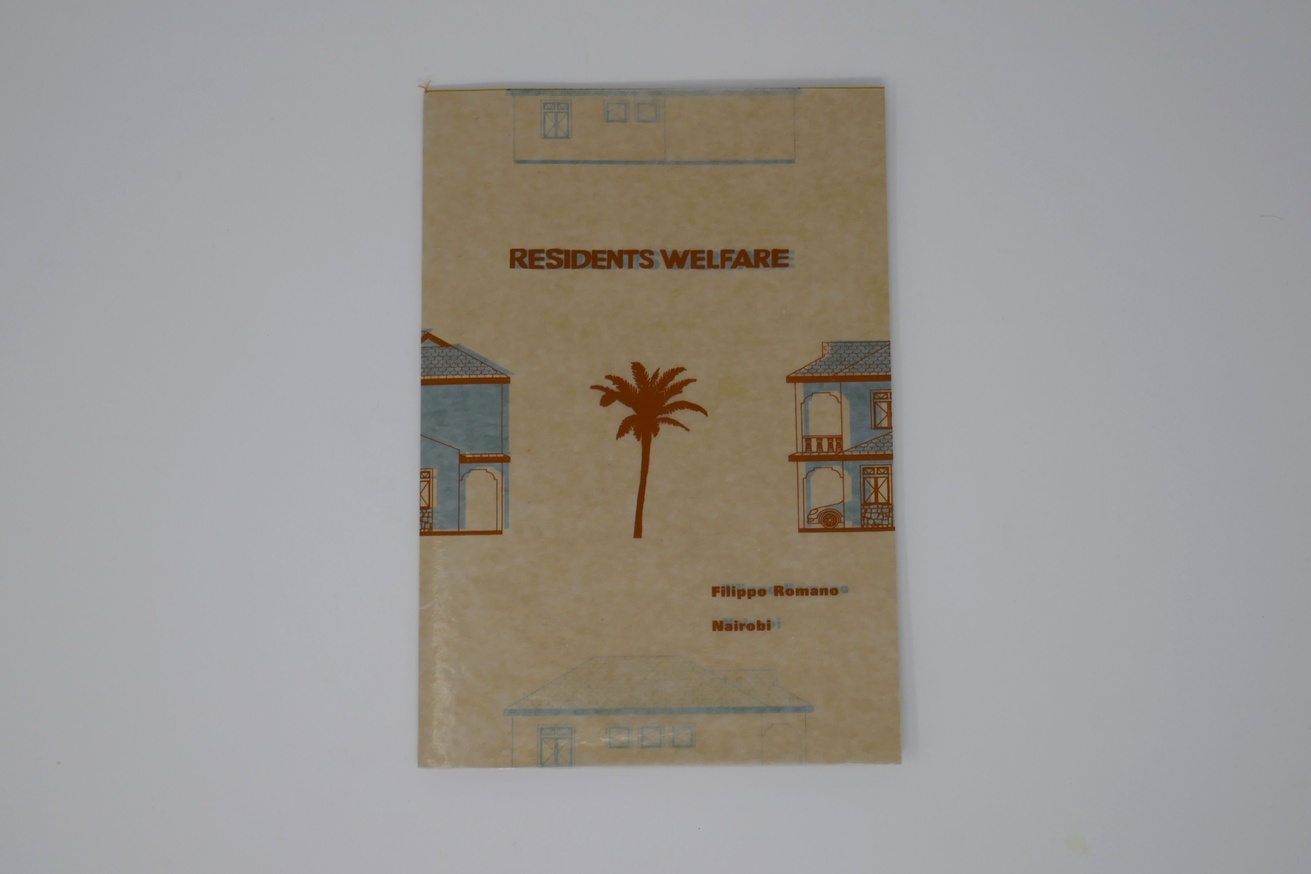 RESIDENTS WELFARE
Filippo Romano
Nairobi